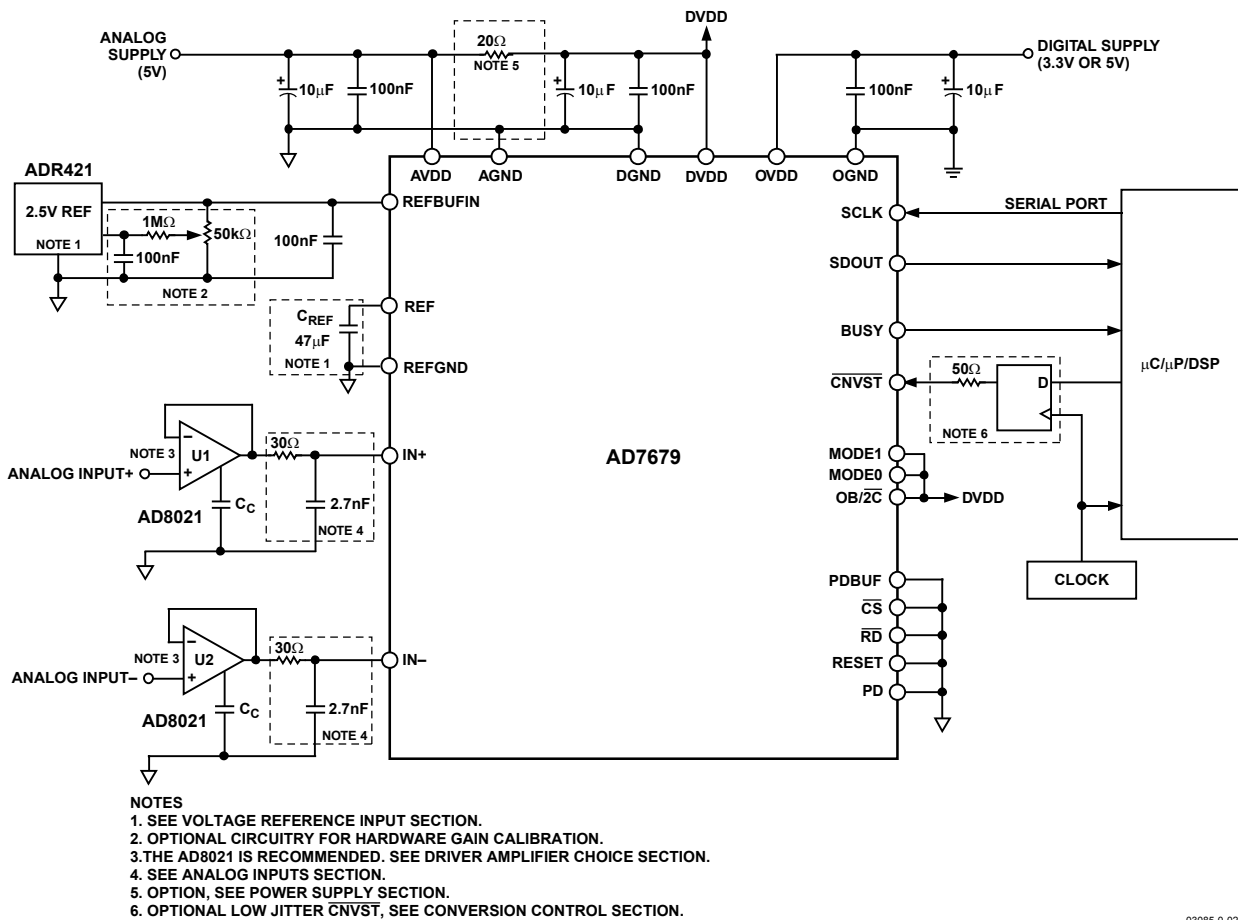 DVDD
ANALOG
SUPPLY
(5V)
20Ω
NOTE 5
DIGITAL SUPPLY
(3.3V OR 5V)
+
10μF
100nF
+
10μF
100nF
100nF
+
10μF
ADR421
AVDD
AGND
DGND
DVDD
OVDD
OGND
2.5V REF
NOTE 1
REFBUFIN
1MΩ
50kΩ
100nF
100nF
NOTE 2
SCLK
SERIAL PORT
SDOUT
C_REF
47μF
NOTE 1
REF
REFGND
BUSY
μC/μP/DSP
CNVST
50Ω
D
NOTE 6
NOTE 3
−
U1
+
ANALOG INPUT+
30Ω
IN+
AD7679
MODE1
MODE0
OB/2C
DVDD
AD8021
C_C
2.7nF
NOTE 4
CLOCK
PDBUF
CS
RD
RESET
PD
NOTE 3
−
U2
+
ANALOG INPUT−
30Ω
IN−
AD8021
C_C
2.7nF
NOTE 4
NOTES
1. SEE VOLTAGE REFERENCE INPUT SECTION.
2. OPTIONAL CIRCUITRY FOR HARDWARE GAIN CALIBRATION.
3.THE AD8021 IS RECOMMENDED. SEE DRIVER AMPLIFIER CHOICE SECTION.
4. SEE ANALOG INPUTS SECTION.
5. OPTION, SEE POWER SUPPLY SECTION.
6. OPTIONAL LOW JITTER CNVST, SEE CONVERSION CONTROL SECTION.